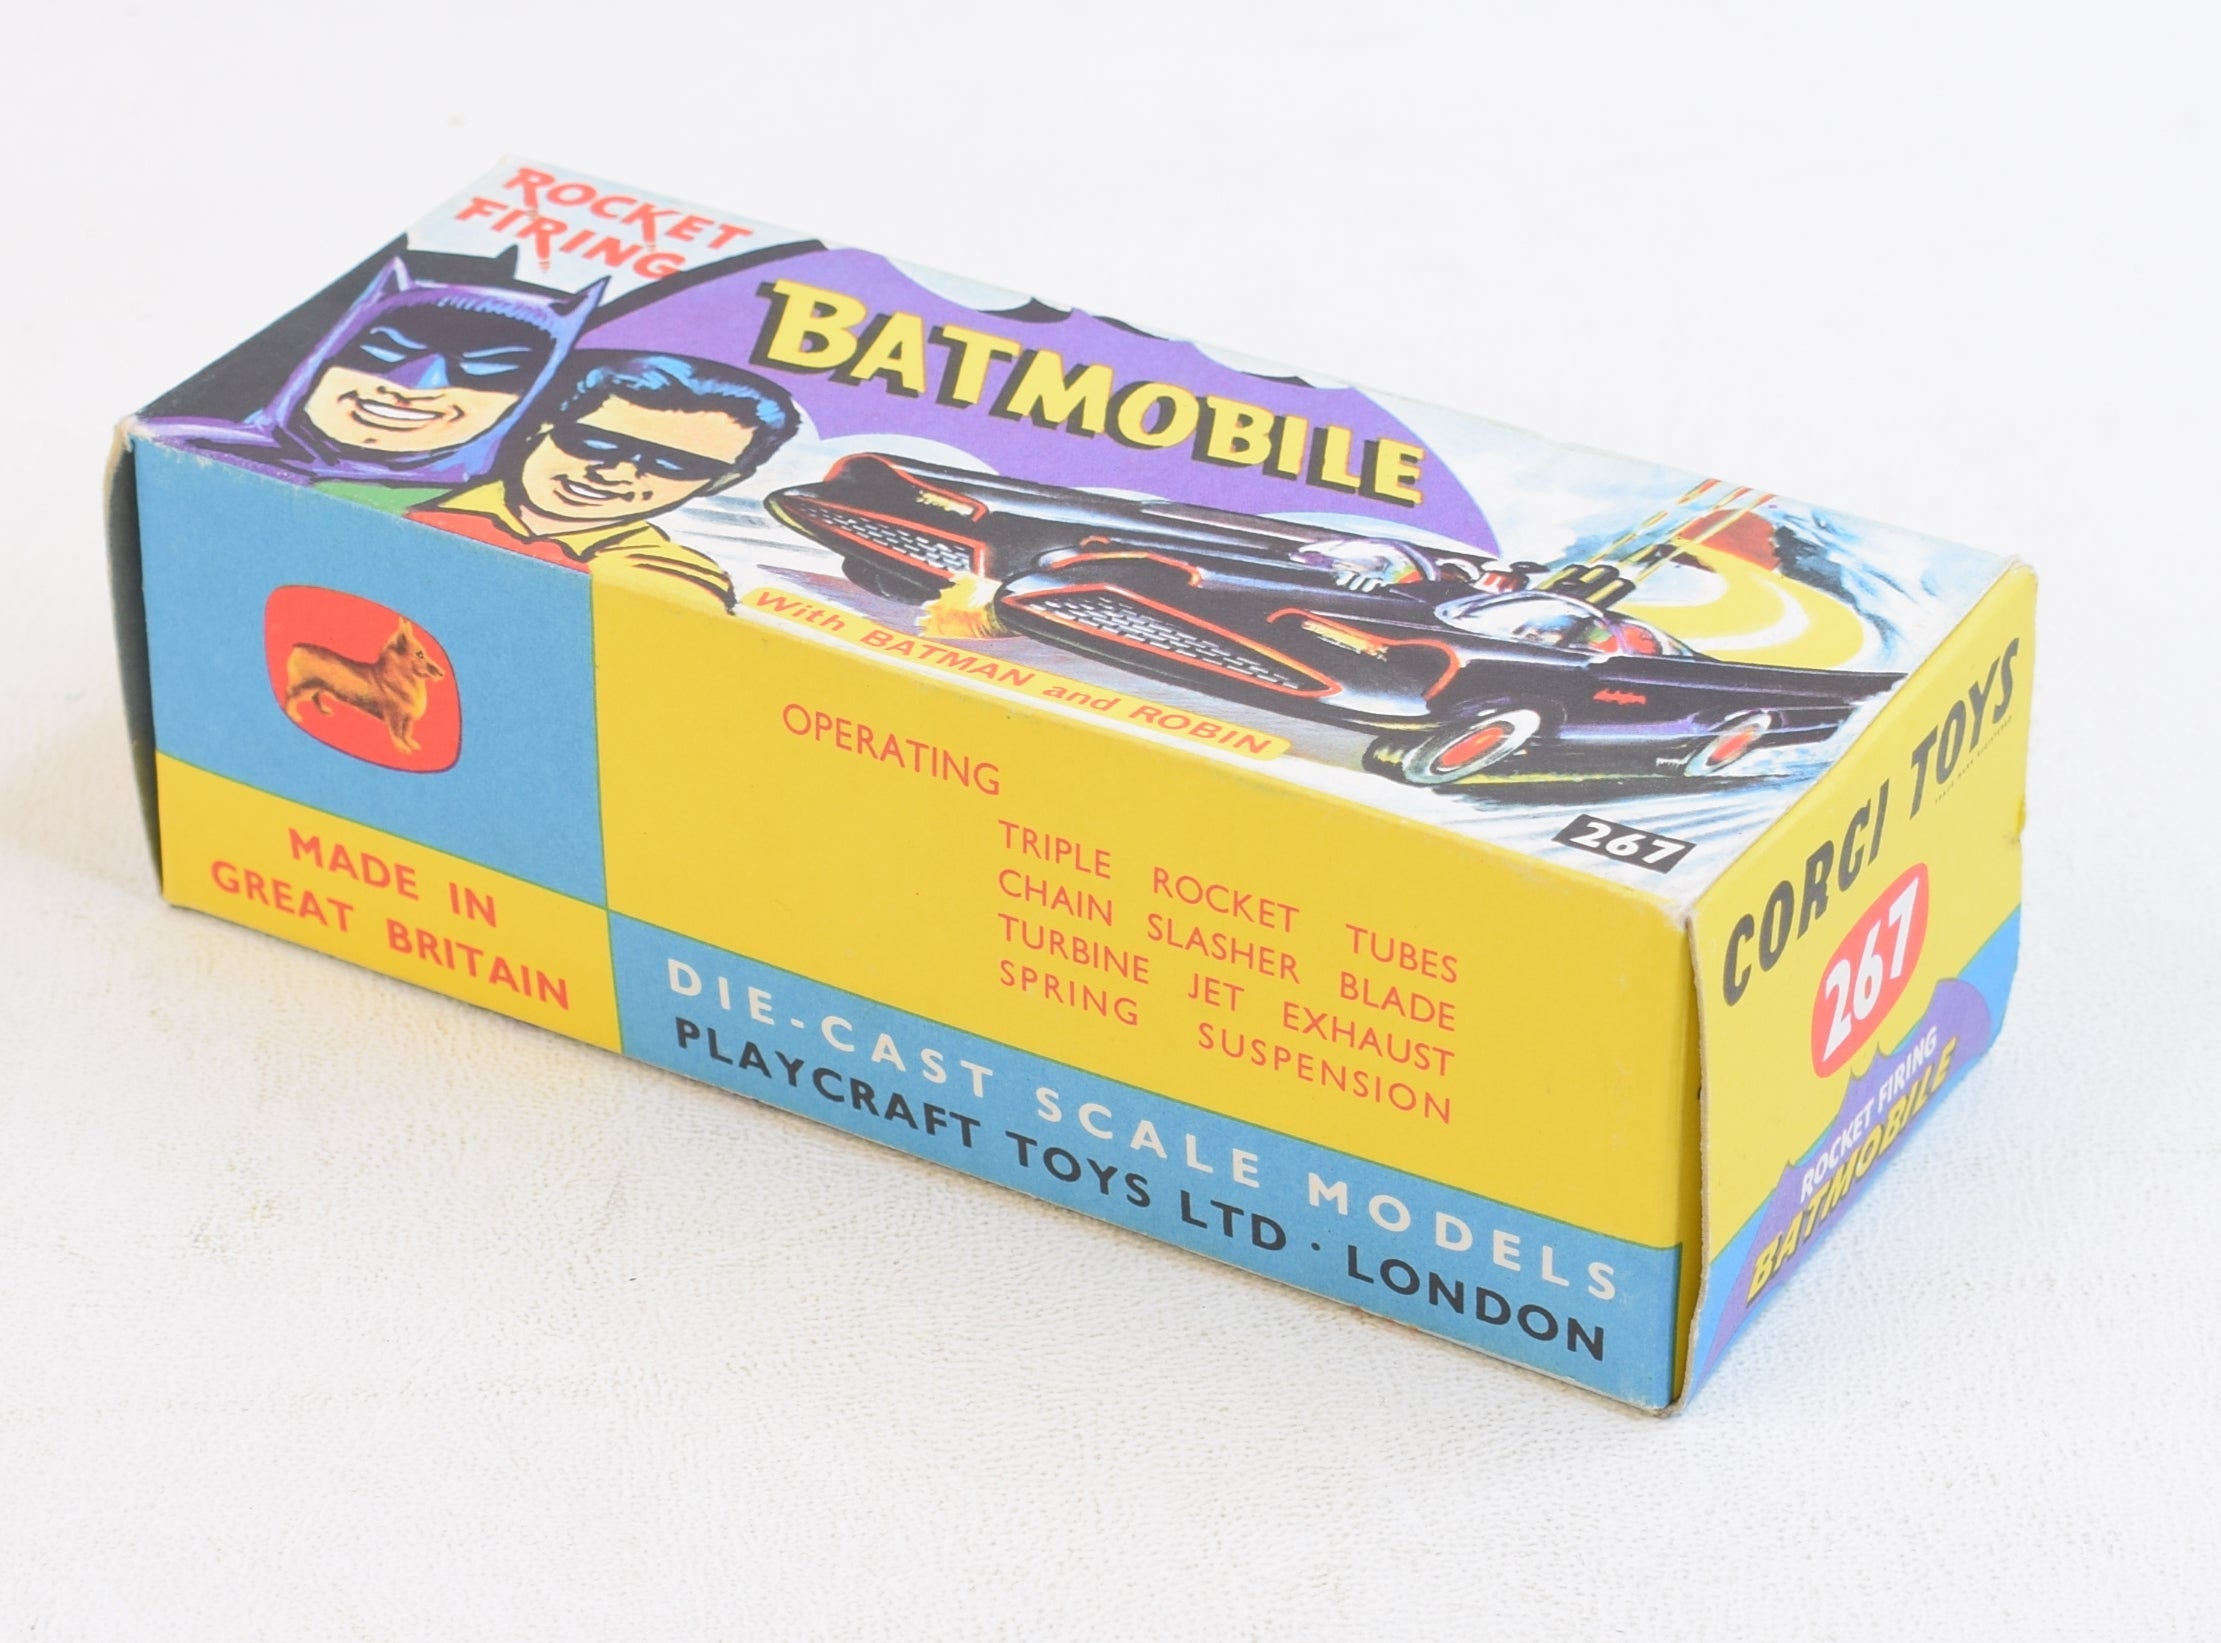 ROCKET
FIRING
BATMOBILE
With BATMAN and ROBIN
267
OPERATING
TRIPLE ROCKET TUBES
CHAIN SLASHER BLADE
TURBINE JET EXHAUST
SPRING SUSPENSION
MADE IN
GREAT BRITAIN
DIE-CAST SCALE MODELS
PLAYCRAFT TOYS LTD · LONDON
CORGI TOYS
267
ROCKET FIRING
BATMOBILE